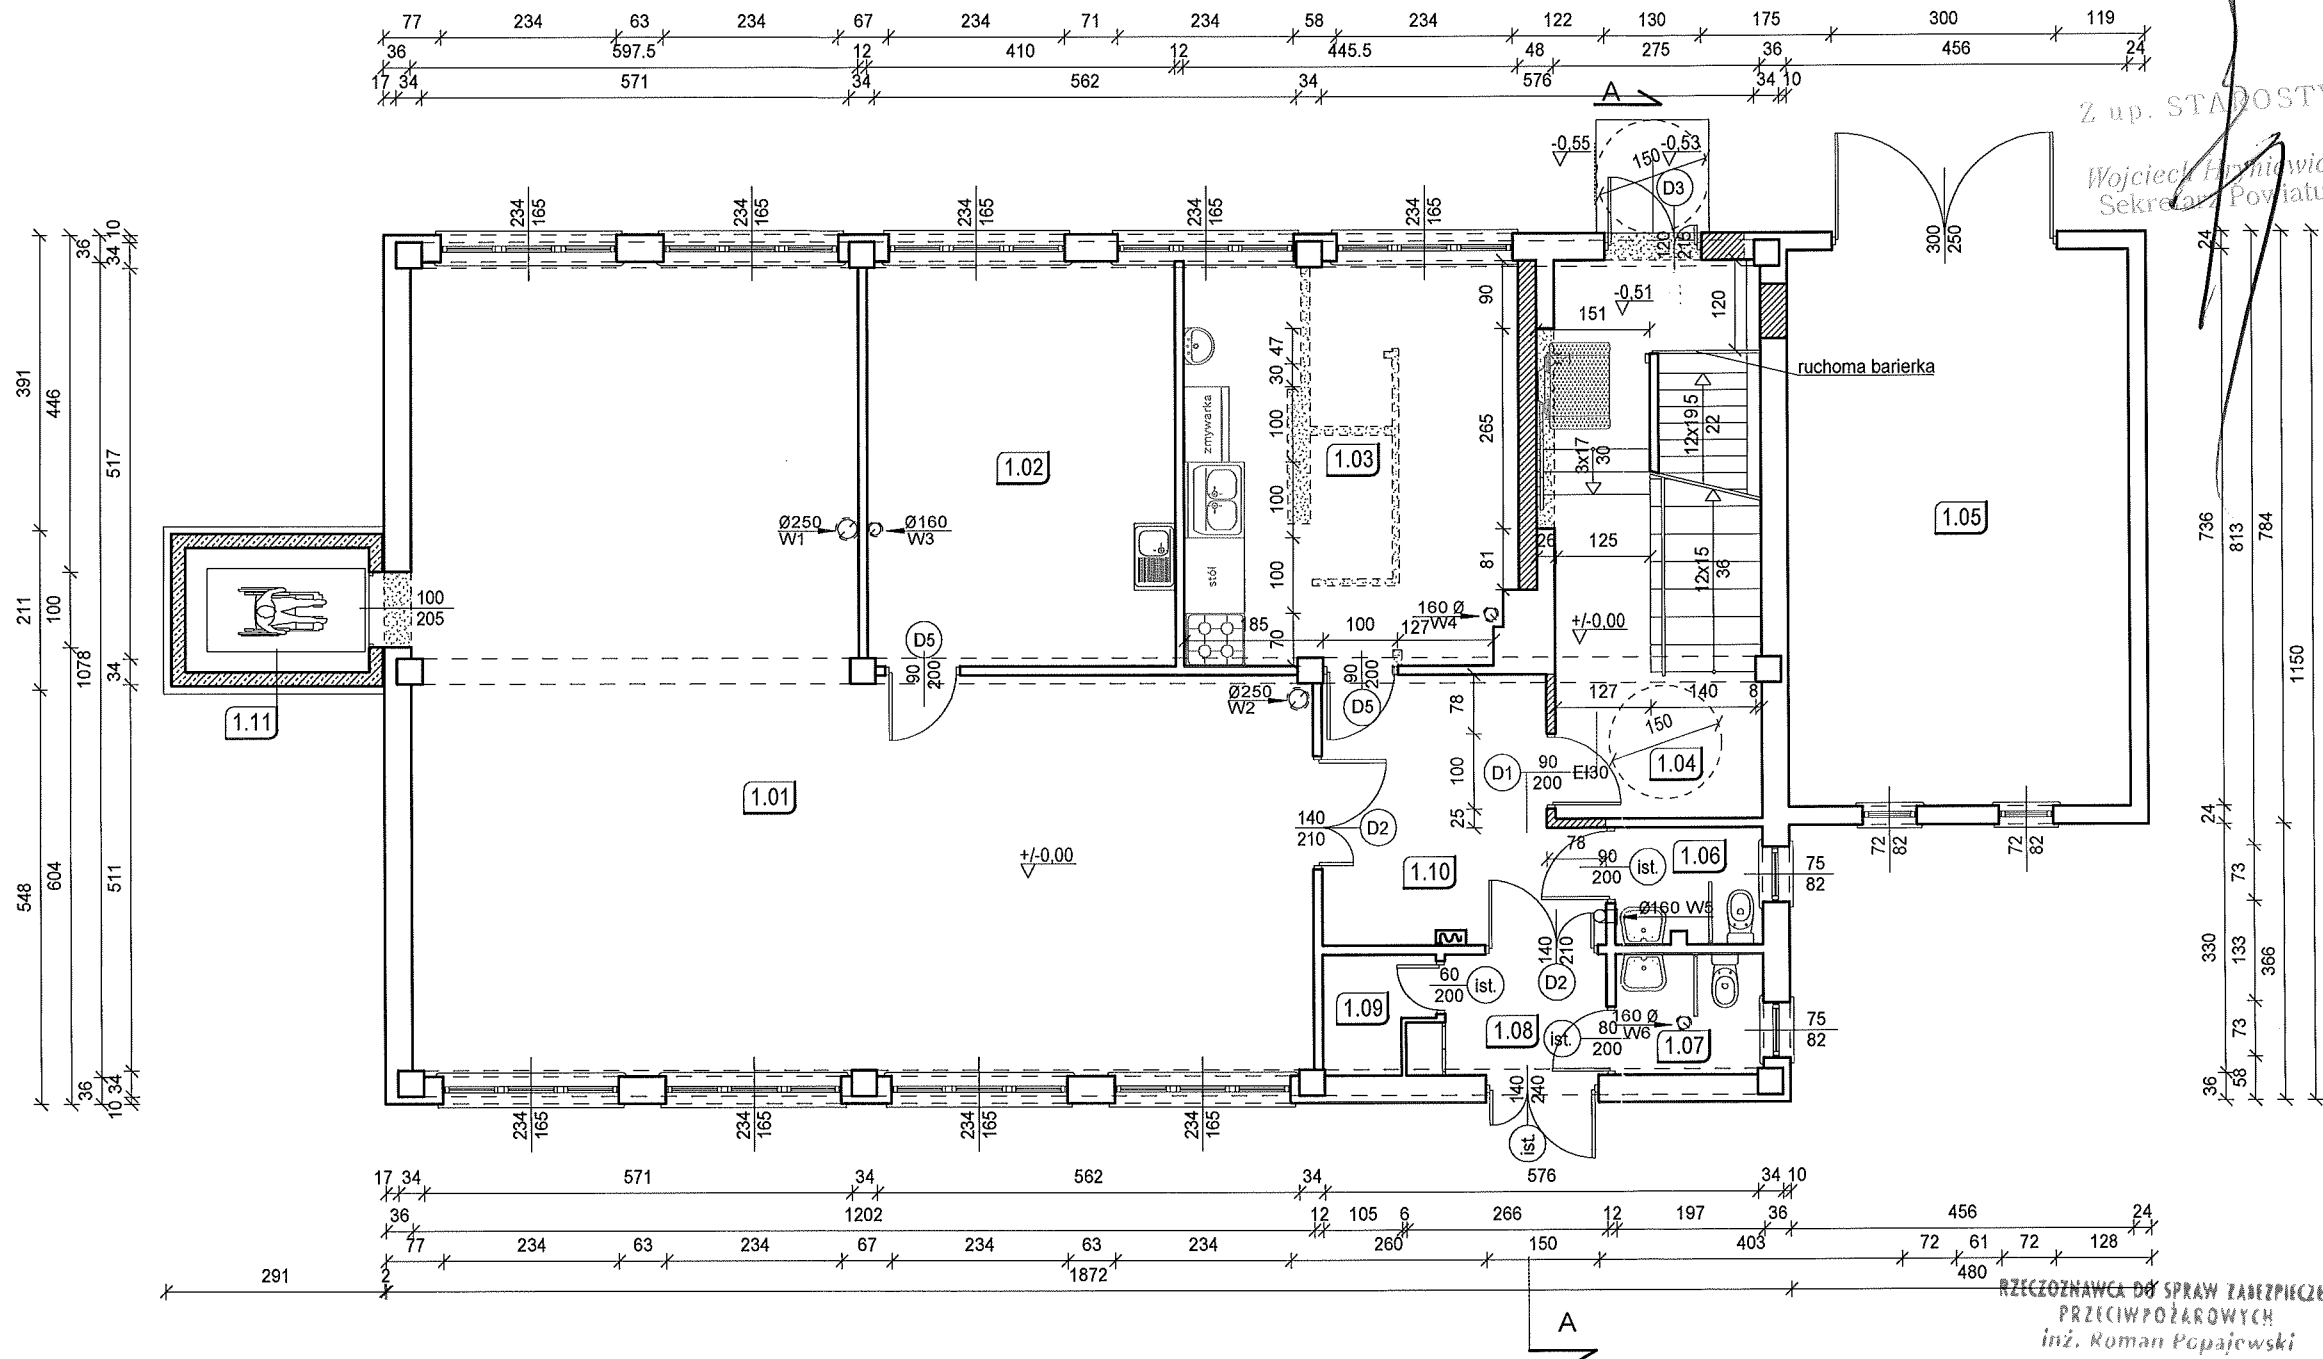 77 234 63 234 67 234 71 234 58 234 122 130 175 300 119
36 597.5 12 410 12 445.5 48 275 36 456 24
17 34 571 34 562 34 576 34 10
A
Z up. STAROSTY
Wojciech Hryniewic
Sekretarz Powiatu
-0,55 150 -0,53
D3
234 165 234 165 234 165 234 165 234 165
120 215
300 250
-0,51
151 120
ruchoma barierka
90
265
81
47
30
100
100
100
70
zmywarka
stół
12x19.5
22
3x17
30
12x15
36
1.02
1.03
1.05
Ø250
W1
Ø160
W3
26 125
100
205
160 Ø
W4
+/-0,00
85 100 127
D5
90
200
D5
90
200
Ø250
W2
1.11
127 140 8
150
78
100
25
D1
90
200
EI30
1.04
1.01
140
210
D2
+/-0,00
1.10
78
90
200
ist.
1.06
75
82
72 82 72 82
Ø160 W5
140 210
D2
60
200
ist.
1.09
1.08
ist.
80
200
160 Ø
W6
1.07
75
82
140 240
ist.
234 165 234 165 234 165 234 165
391
211
548
36
446
100
604
36
1078
10
34
517
34
511
34
10
24
736
24
330
36
813
73
133
73
58
784
366
1150
17 34 571 34 562 34 576 34 10
36 1202 12 105 6 266 12 197 36 456 24
77 234 63 234 67 234 63 234 260 150 403 72 61 72 128
291 2 1872 480
A
RZECZOZNAWCA DO SPRAW ZABEZPIECZE
PRZECIWPOŻAROWYCH
inż. Roman Popajewski